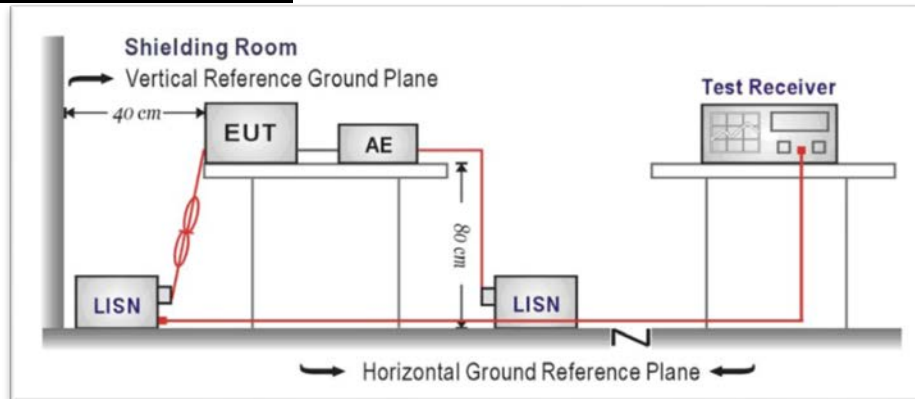 Shielding Room
Vertical Reference Ground Plane
40 cm
Test Receiver
EUT
AE
80 cm
LISN
LISN
Horizontal Ground Reference Plane